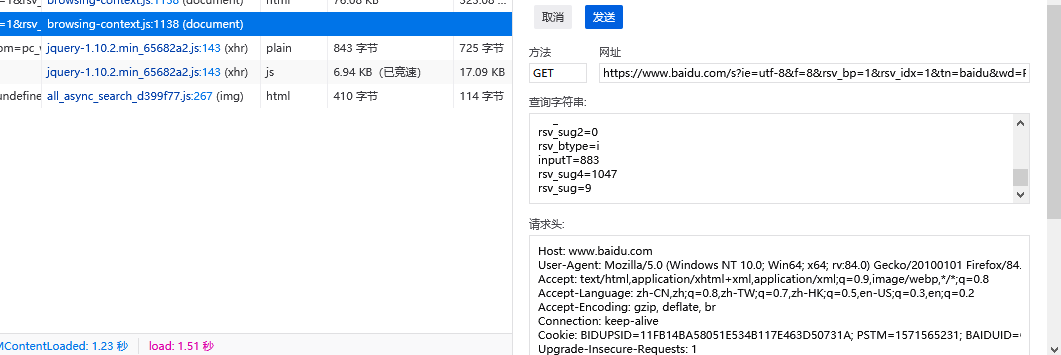 browsing-context.js:1138 (document) html 76.08 KB 325.08 ...
=1&rsv_ browsing-context.js:1138 (document)
om=pc_v jquery-1.10.2.min_65682a2.js:143 (xhr) plain 843 字节 725 字节
jquery-1.10.2.min_65682a2.js:143 (xhr) js 6.94 KB (已竞速) 17.09 KB
undefine all_async_search_d399f77.js:267 (img) html 410 字节 114 字节
MContentLoaded: 1.23 秒 load: 1.51 秒
取消 发送
方法 网址
GET https://www.baidu.com/s?ie=utf-8&f=8&rsv_bp=1&rsv_idx=1&tn=baidu&wd=F
查询字符串:
rsv_sug2=0
rsv_btype=i
inputT=883
rsv_sug4=1047
rsv_sug=9
请求头:
Host: www.baidu.com
User-Agent: Mozilla/5.0 (Windows NT 10.0; Win64; x64; rv:84.0) Gecko/20100101 Firefox/84.
Accept: text/html,application/xhtml+xml,application/xml;q=0.9,image/webp,*/*;q=0.8
Accept-Language: zh-CN,zh;q=0.8,zh-TW;q=0.7,zh-HK;q=0.5,en-US;q=0.3,en;q=0.2
Accept-Encoding: gzip, deflate, br
Connection: keep-alive
Cookie: BIDUPSID=11FB14BA58051E534B117E463D50731A; PSTM=1571565231; BAIDUID=
Upgrade-Insecure-Requests: 1